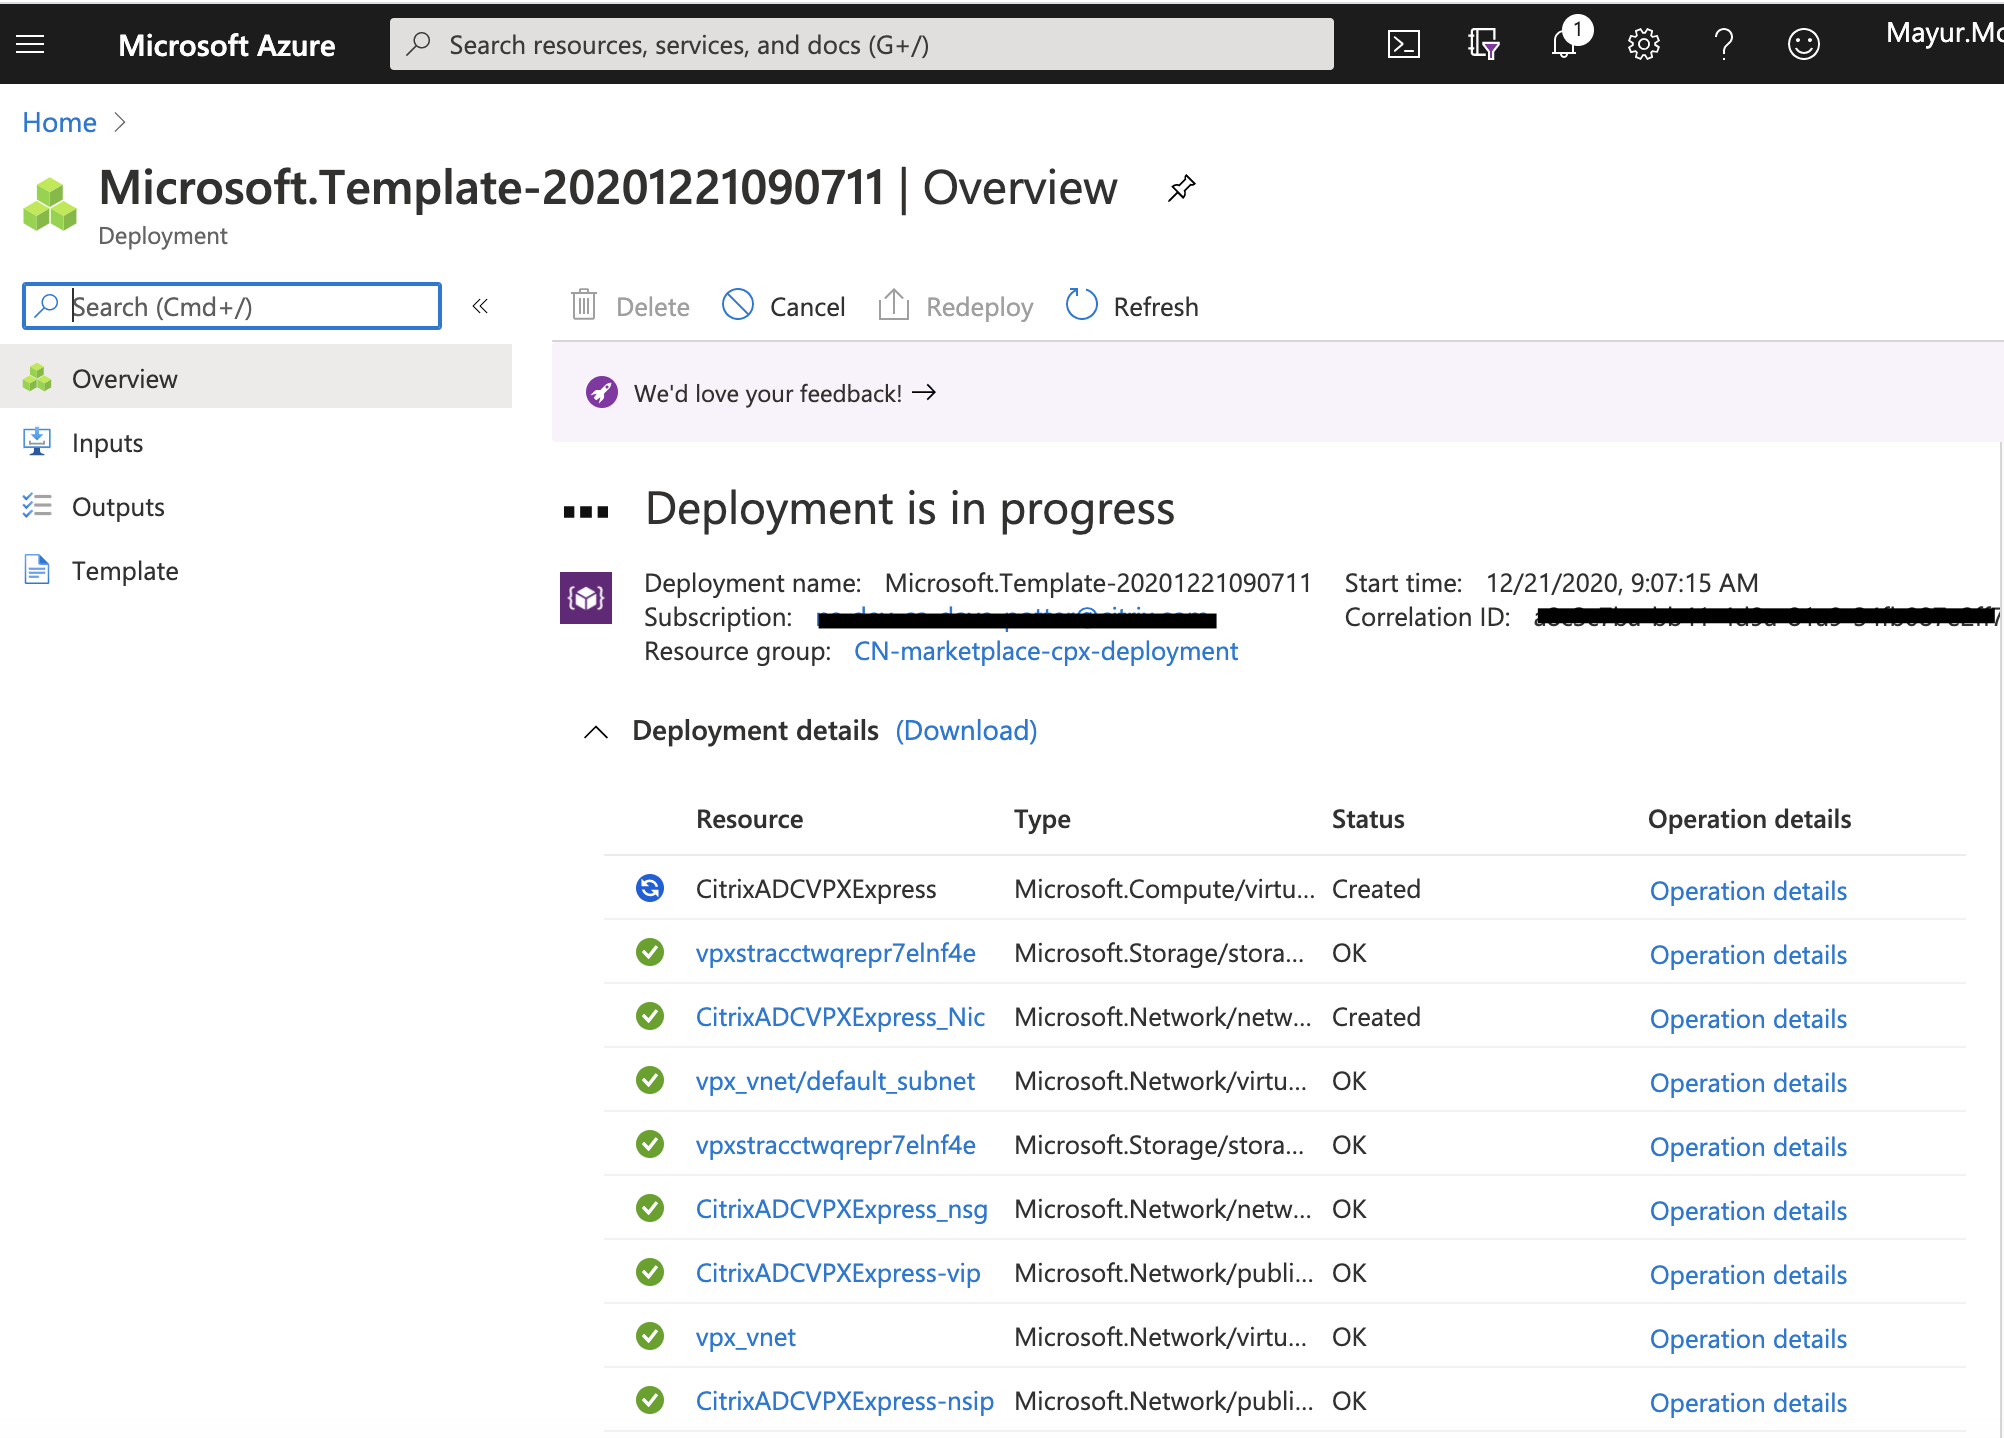 Microsoft Azure
Search resources, services, and docs (G+/)
1
Mayur.Mo
Home
Microsoft.Template-20201221090711 | Overview
Deployment
Search (Cmd+/)
«
Delete
Cancel
Redeploy
Refresh
Overview
Inputs
Outputs
Template
We'd love your feedback! →
Deployment is in progress
Deployment name: Microsoft.Template-20201221090711
Subscription:
Resource group: CN-marketplace-cpx-deployment
Start time: 12/21/2020, 9:07:15 AM
Correlation ID:
Deployment details (Download)
Resource Type Status Operation details
CitrixADCVPXExpress Microsoft.Compute/virtu... Created Operation details
vpxstracctwqrepr7elnf4e Microsoft.Storage/stora... OK Operation details
CitrixADCVPXExpress_Nic Microsoft.Network/netw... Created Operation details
vpx_vnet/default_subnet Microsoft.Network/virtu... OK Operation details
vpxstracctwqrepr7elnf4e Microsoft.Storage/stora... OK Operation details
CitrixADCVPXExpress_nsg Microsoft.Network/netw... OK Operation details
CitrixADCVPXExpress-vip Microsoft.Network/publi... OK Operation details
vpx_vnet Microsoft.Network/virtu... OK Operation details
CitrixADCVPXExpress-nsip Microsoft.Network/publi... OK Operation details